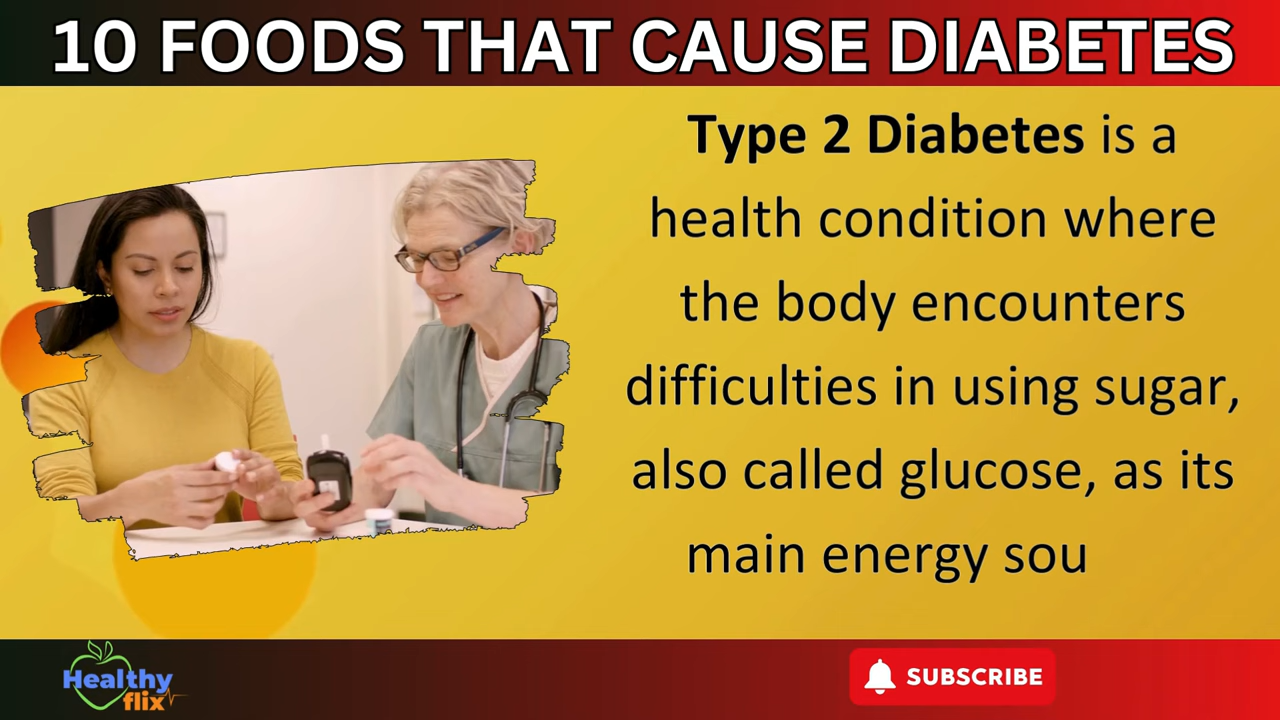 10 FOODS THAT CAUSE DIABETES
Type 2 Diabetes is a
health condition where
the body encounters
difficulties in using sugar,
also called glucose, as its
main energy sou
Healthy
flix
SUBSCRIBE